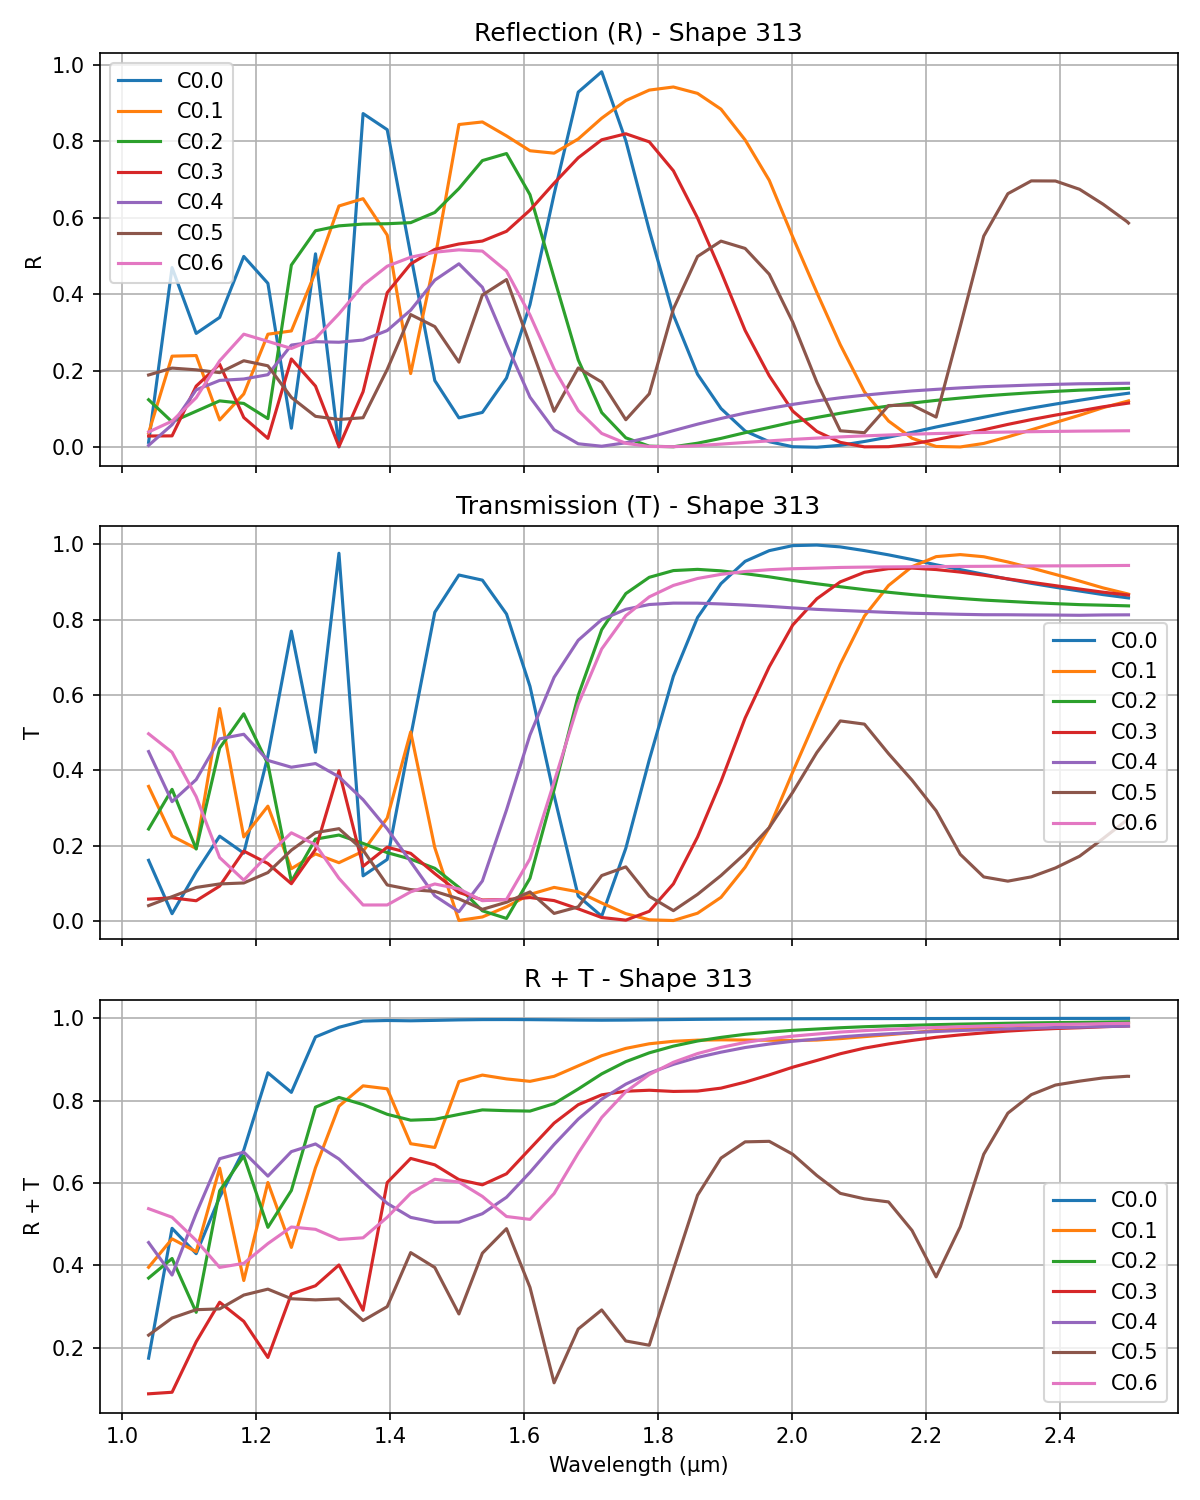 Reflection (R) - Shape 313
1.0
0.8
0.6
0.4
0.2
0.0
R
C0.0
C0.1
C0.2
C0.3
C0.4
C0.5
C0.6
Transmission (T) - Shape 313
1.0
0.8
0.6
0.4
0.2
0.0
T
C0.0
C0.1
C0.2
C0.3
C0.4
C0.5
C0.6
R + T - Shape 313
1.0
0.8
0.6
0.4
0.2
R + T
C0.0
C0.1
C0.2
C0.3
C0.4
C0.5
C0.6
1.0 1.2 1.4 1.6 1.8 2.0 2.2 2.4
Wavelength (μm)